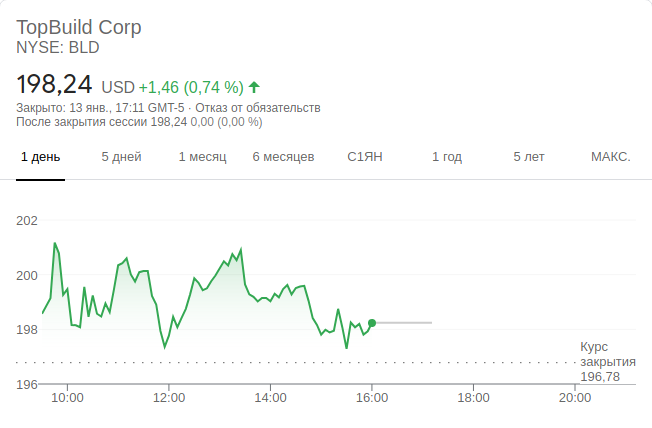 TopBuild Corp
NYSE: BLD
198,24 USD +1,46 (0,74 %)
Закрыто: 13 янв., 17:11 GMT-5 · Отказ от обязательств
После закрытия сессии 198,24 0,00 (0,00 %)
1 день 5 дней 1 месяц 6 месяцев С1ЯН 1 год 5 лет МАКС.
202
200
198
196
Курс
закрытия
196,78
10:00 12:00 14:00 16:00 18:00 20:00